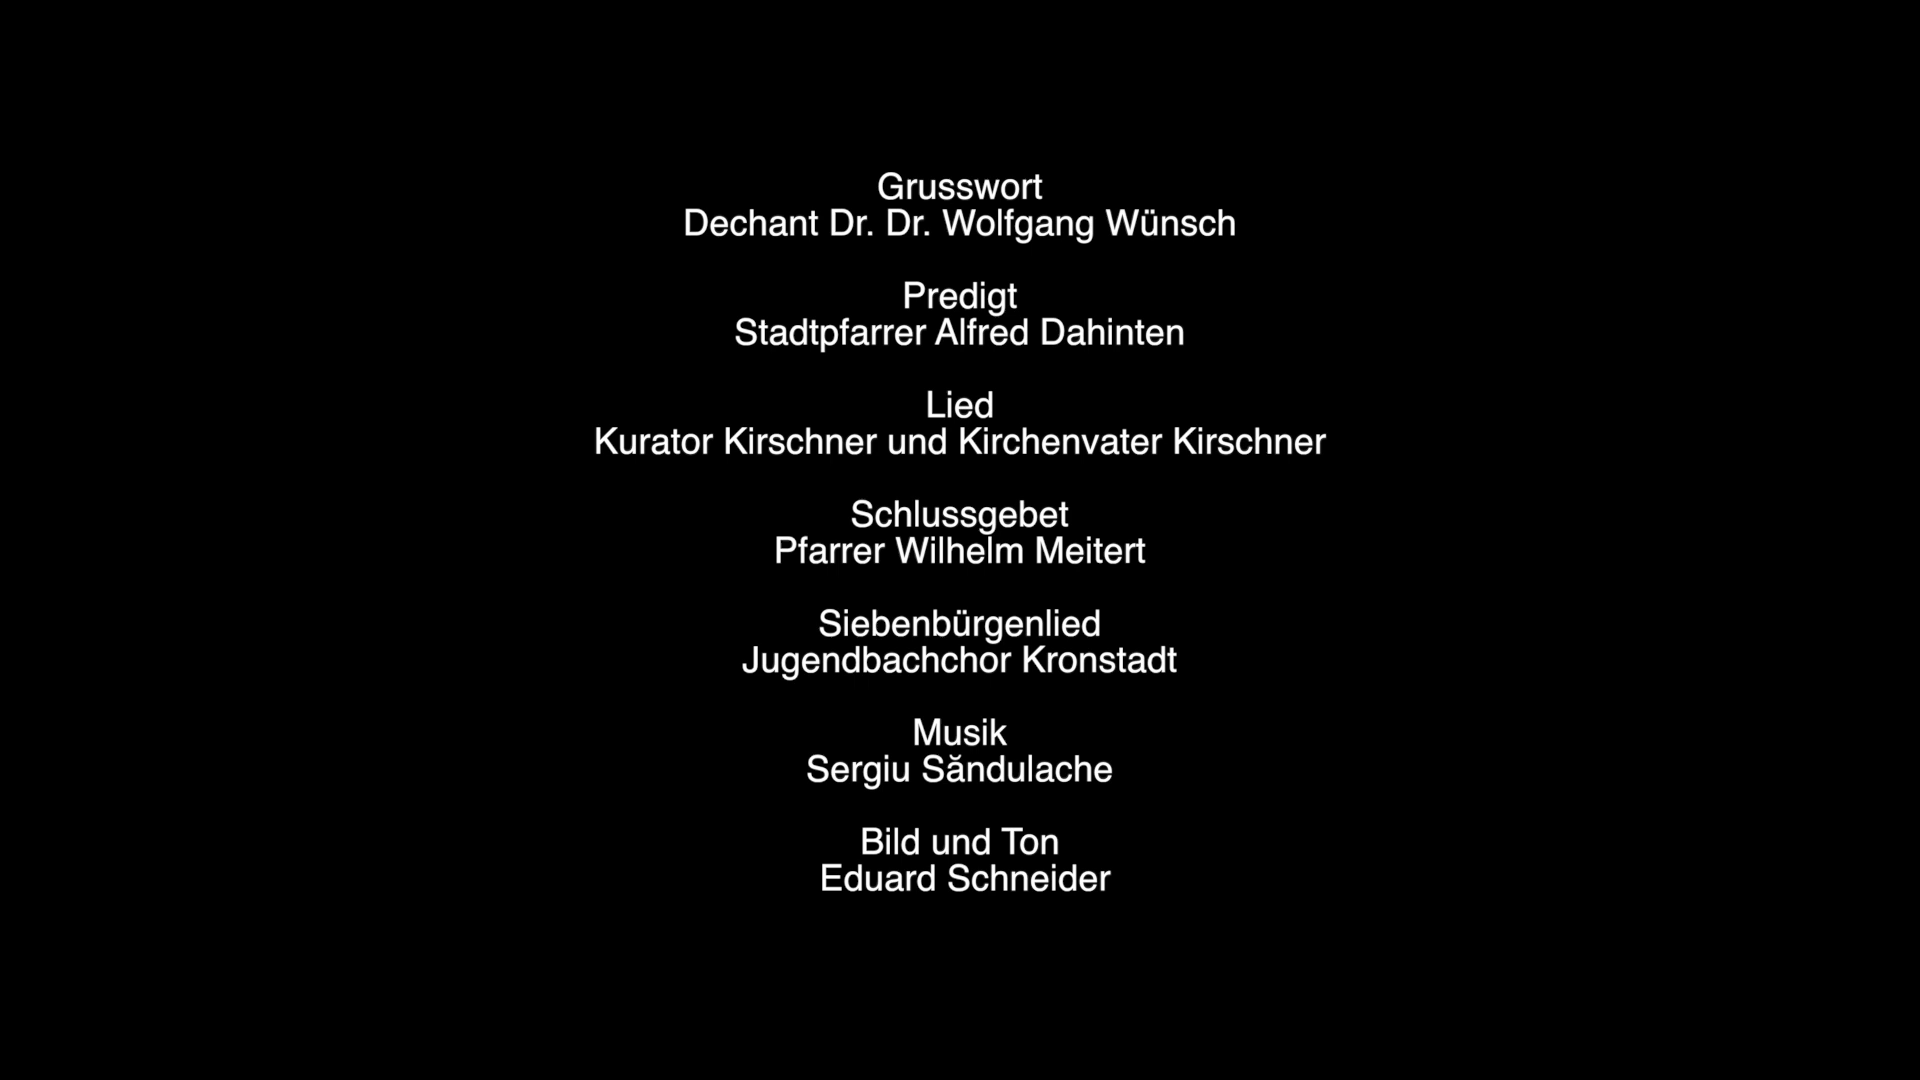 Grusswort
Dechant Dr. Dr. Wolfgang Wünsch
Predigt
Stadtpfarrer Alfred Dahinten
Lied
Kurator Kirschner und Kirchenvater Kirschner
Schlussgebet
Pfarrer Wilhelm Meitert
Siebenbürgenlied
Jugendbachchor Kronstadt
Musik
Sergiu Săndulache
Bild und Ton
Eduard Schneider